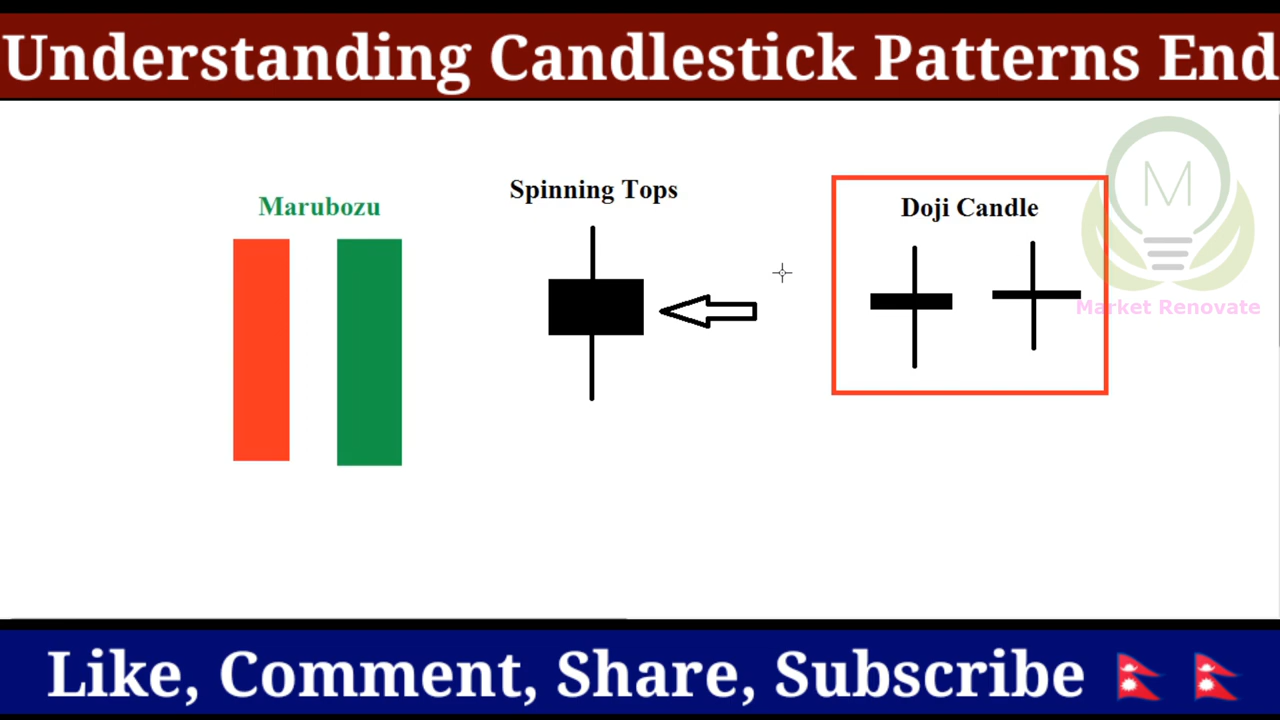 Understanding Candlestick Patterns End
Marubozu
Spinning Tops
Doji Candle
M
Market Renovate
Like, Comment, Share, Subscribe 🇳🇵 🇳🇵